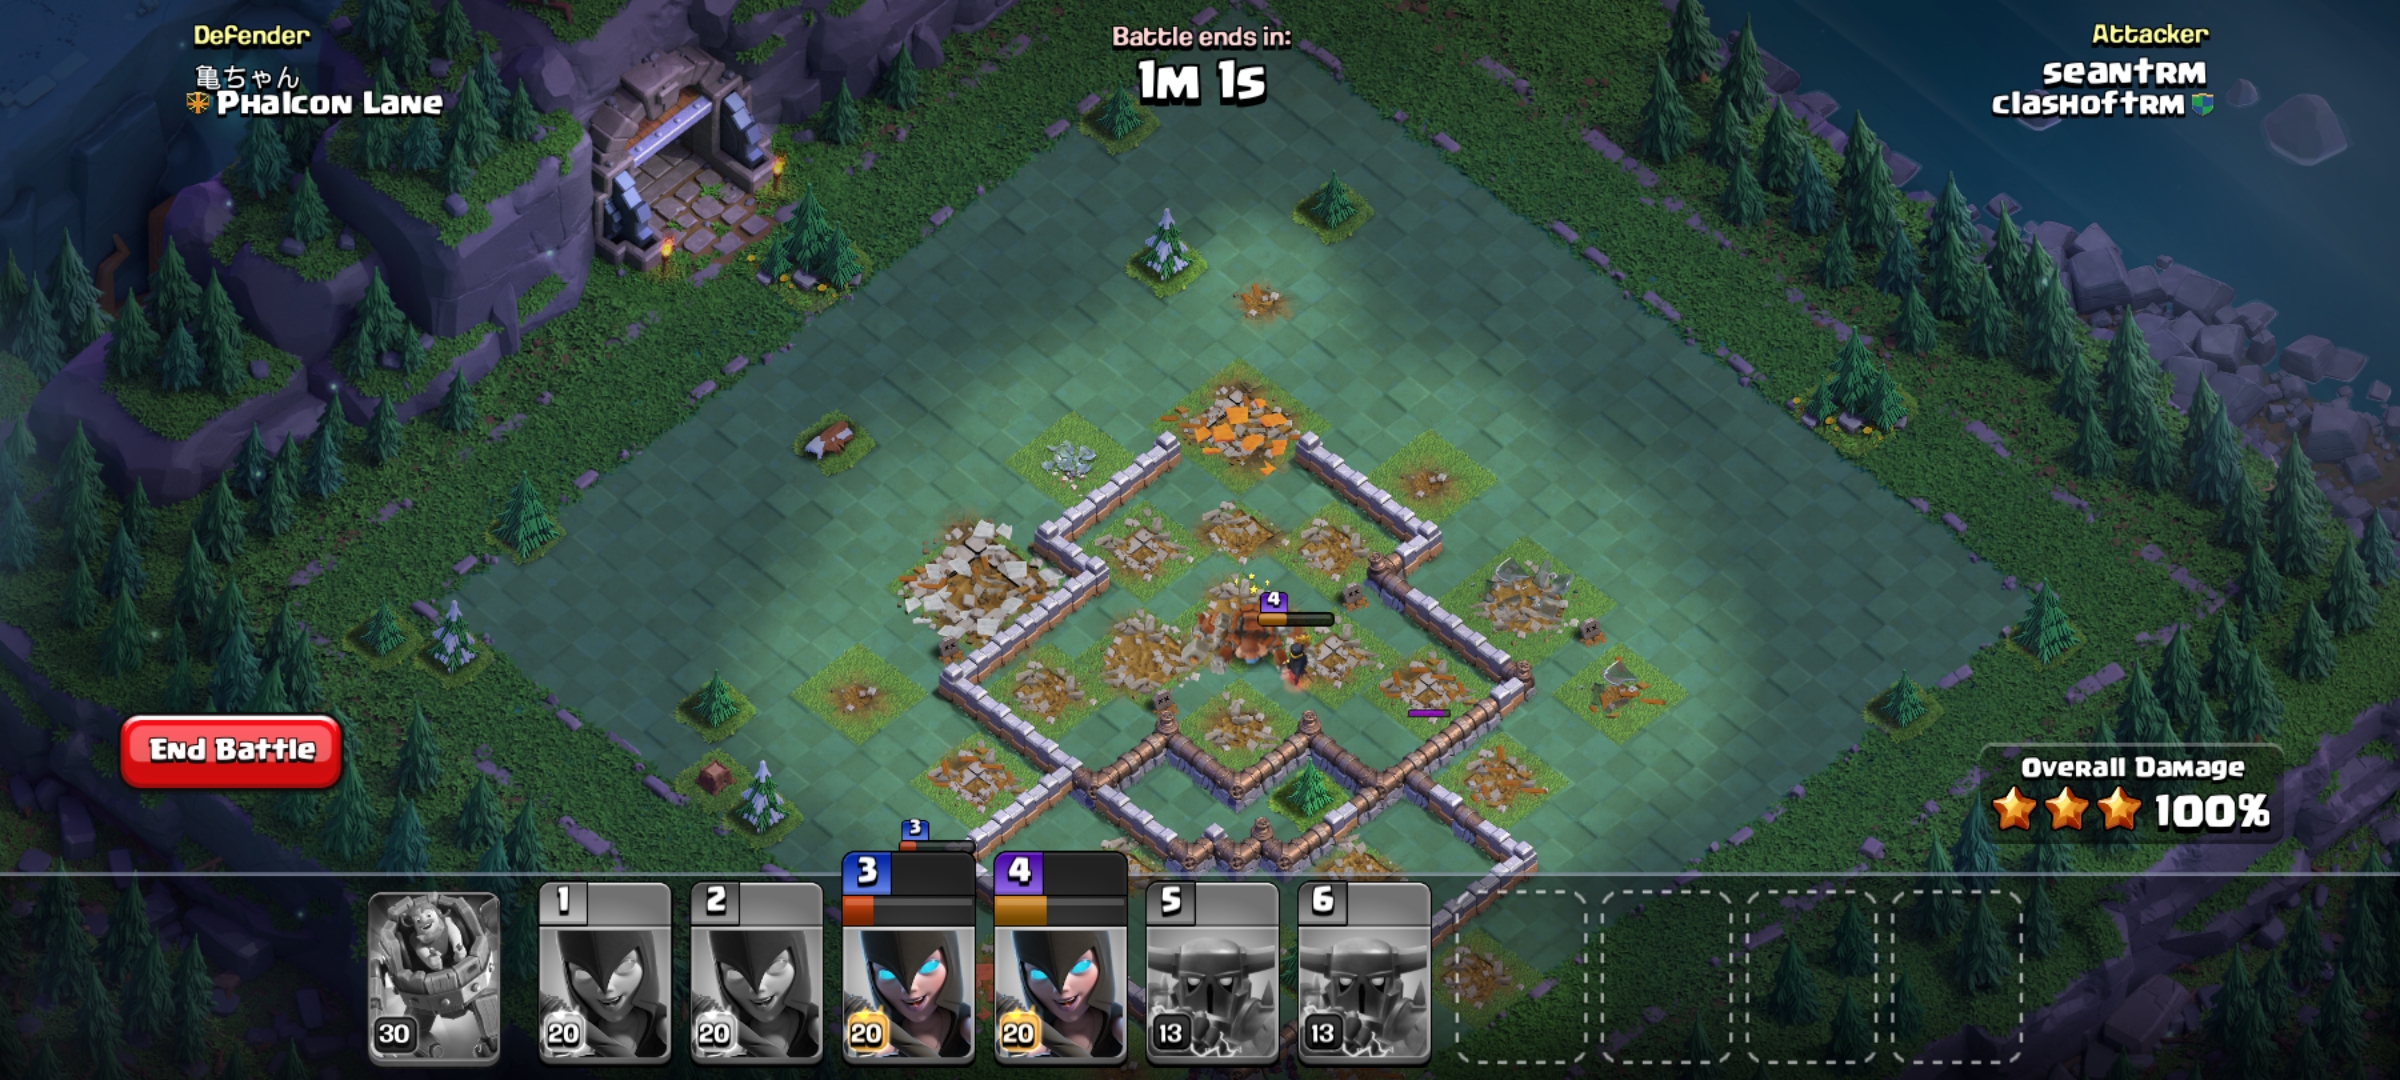 Defender
亀ちゃん
Phalcon Lane
Battle ends in:
1M 1s
Attacker
seantRM
clashoftRM
4
End Battle
Overall Damage
100%
3
30
1
20
2
20
3
20
4
20
5
13
6
13